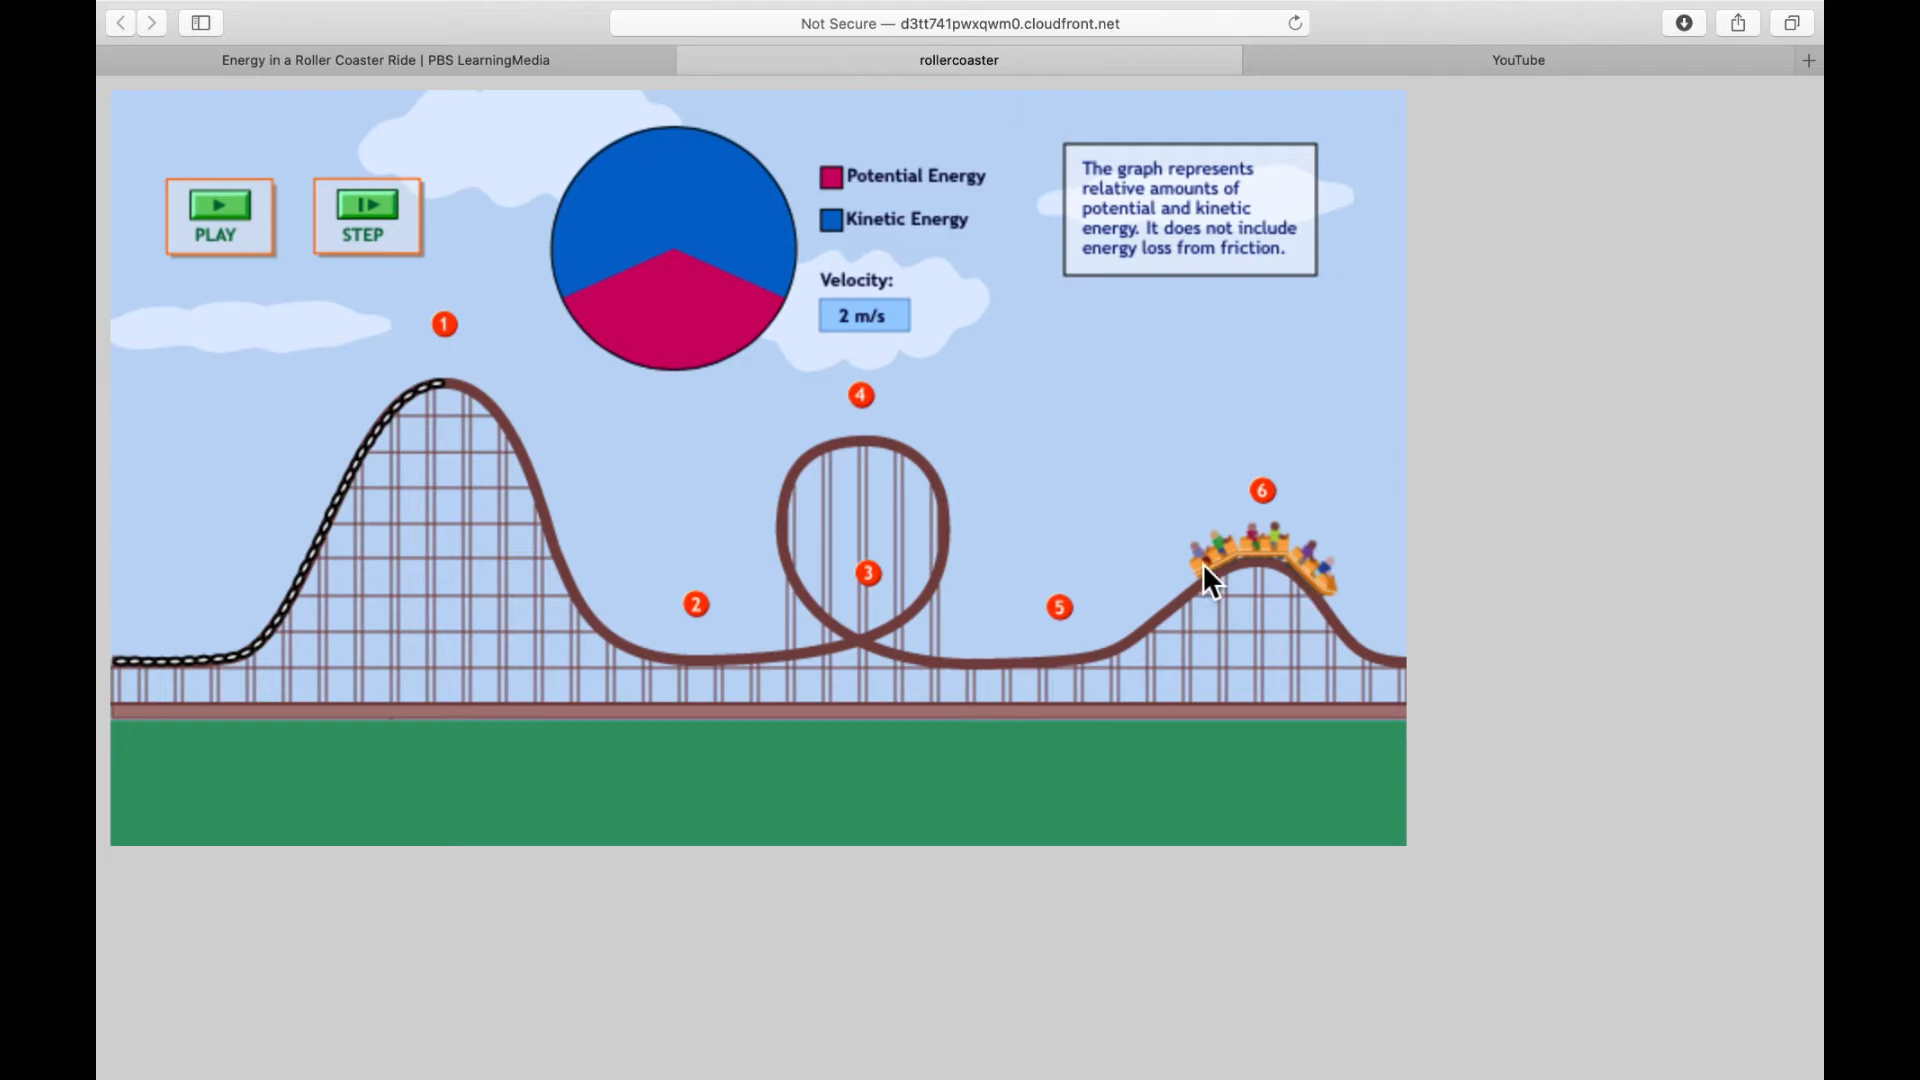 Not Secure — d3tt741pwxqwm0.cloudfront.net
Energy in a Roller Coaster Ride | PBS LearningMedia
rollercoaster
YouTube
PLAY
STEP
Potential Energy
Kinetic Energy
Velocity:
2 m/s
The graph represents
relative amounts of
potential and kinetic
energy. It does not include
energy loss from friction.
1
4
6
3
2
5